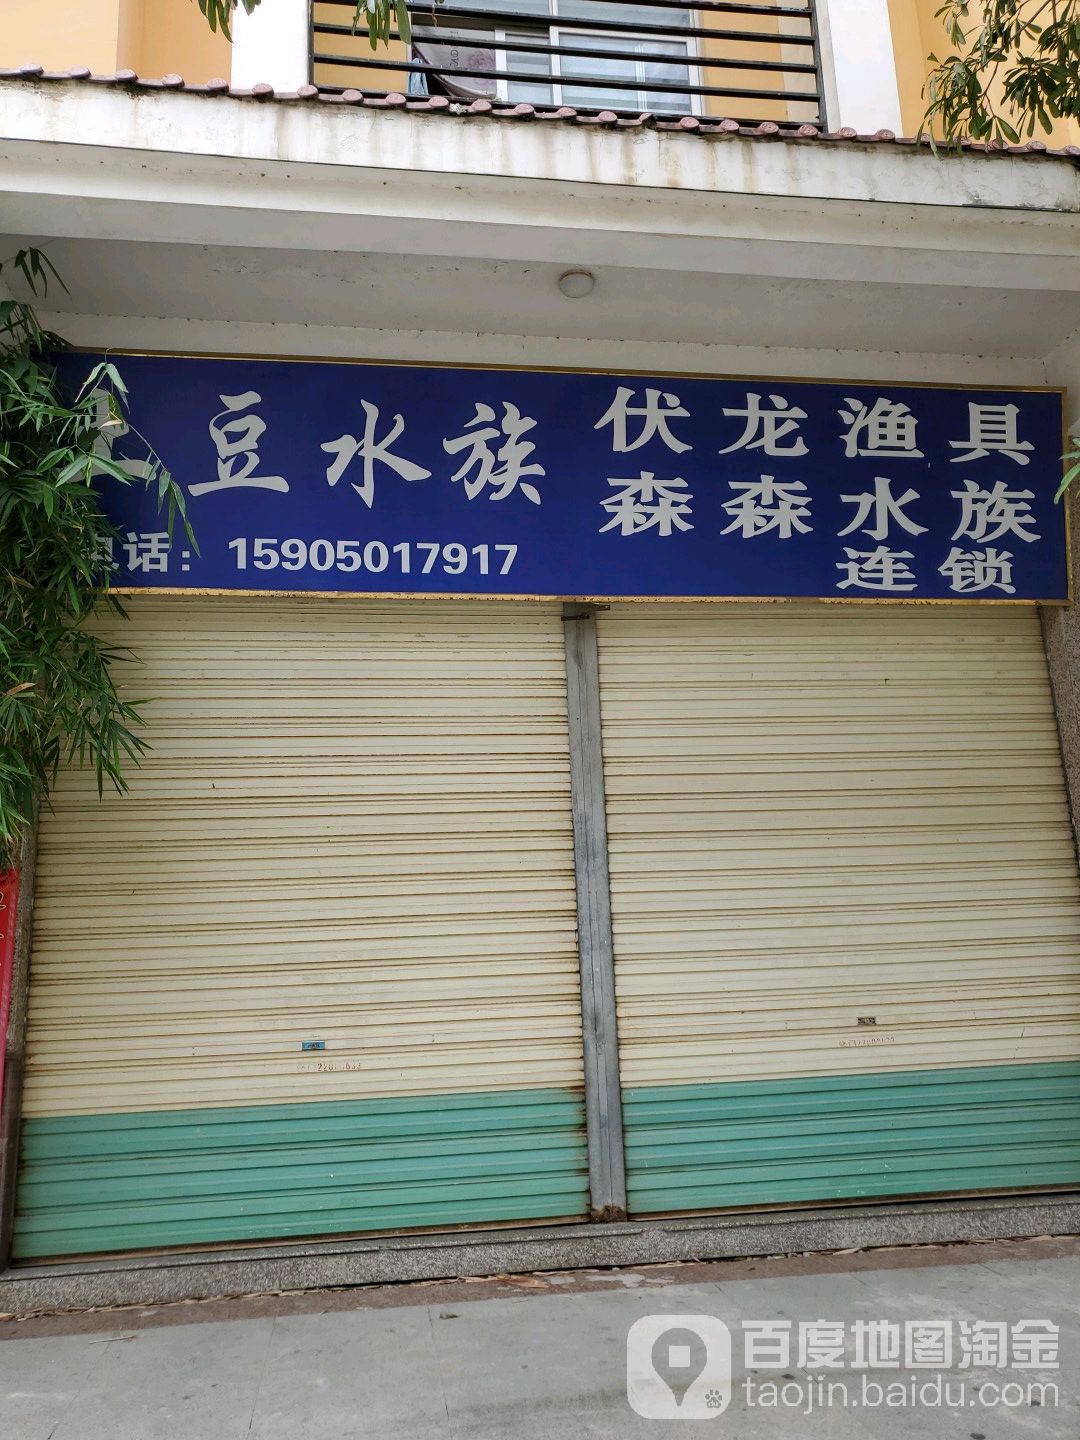 豆水族
电话：15905017917
伏龙渔具
森森水族
连锁
百度地图淘金
taojin.baidu.com